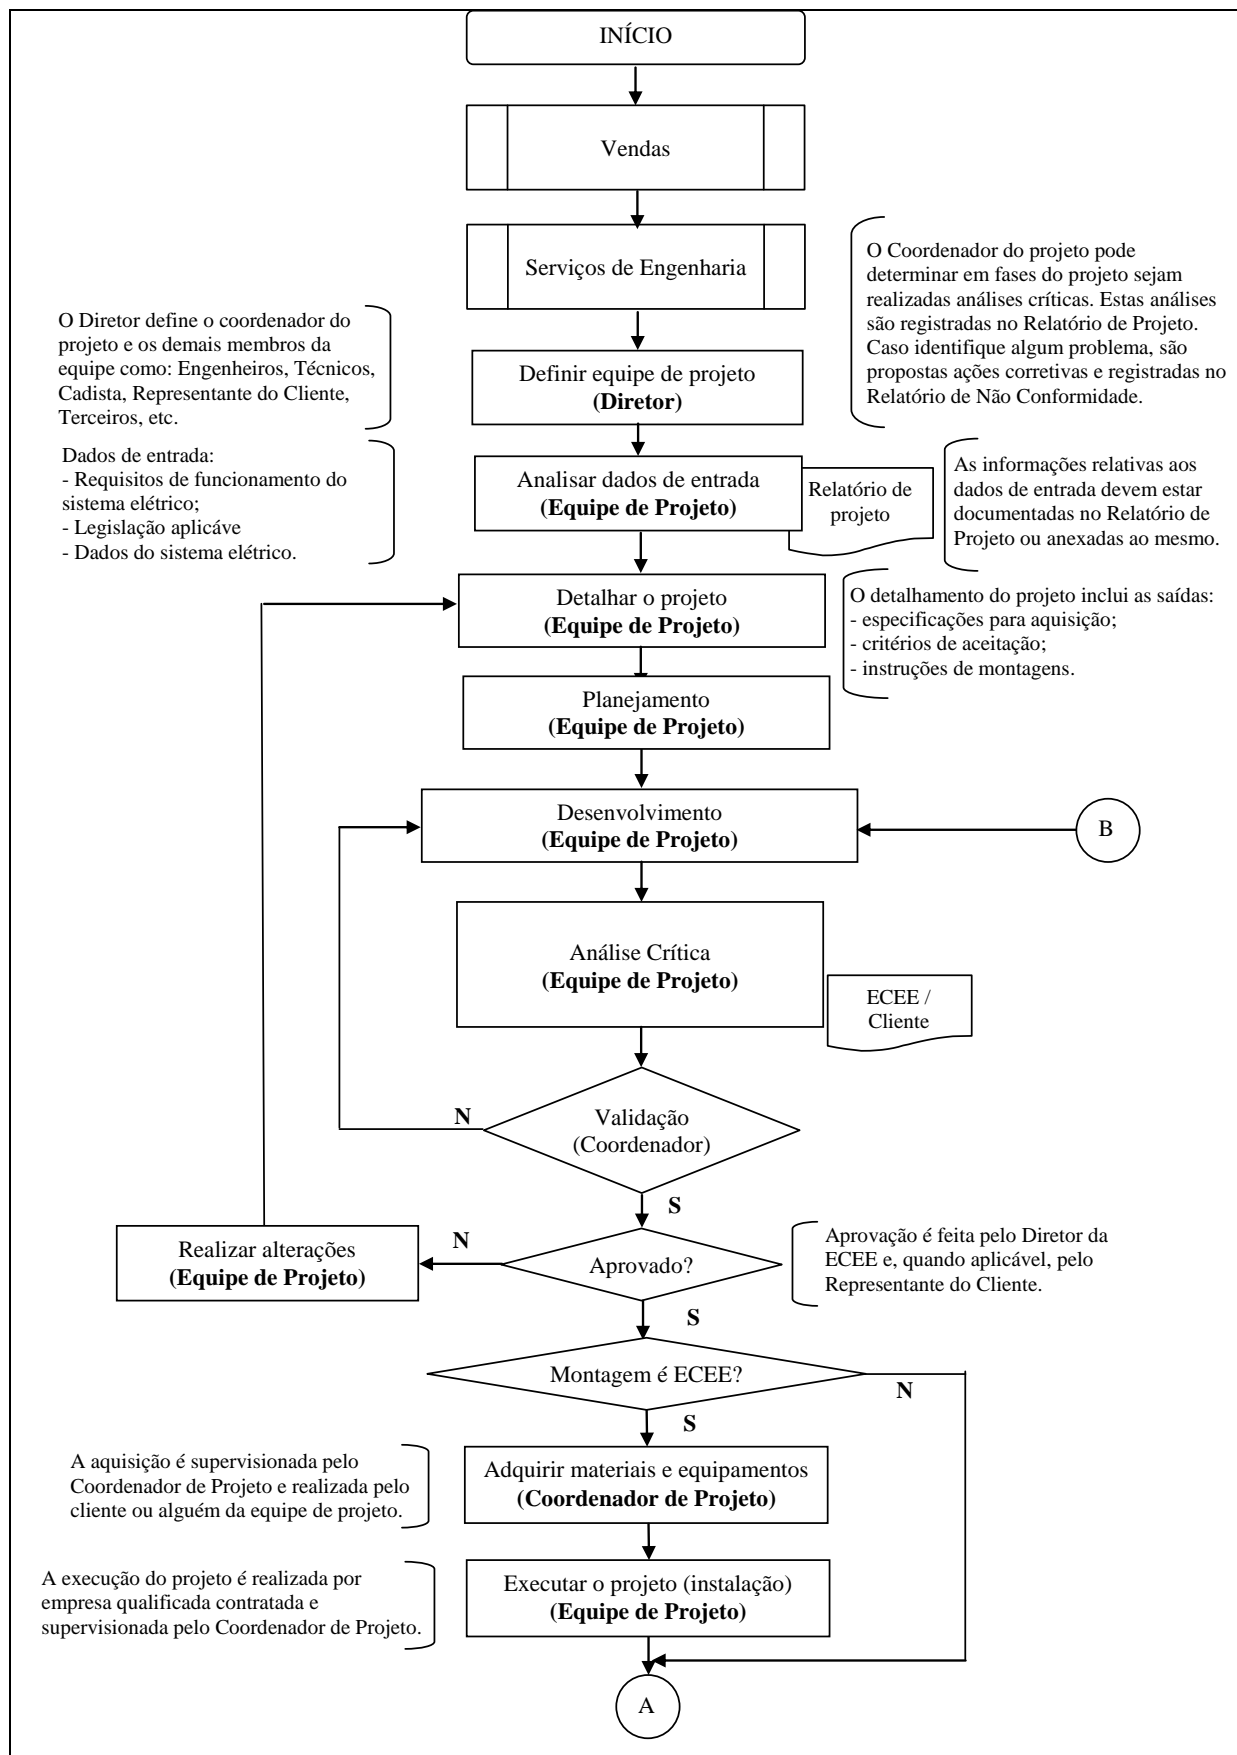 INÍCIO
Vendas
Serviços de Engenharia
O Coordenador do projeto pode
determinar em fases do projeto sejam
realizadas análises críticas. Estas análises
são registradas no Relatório de Projeto.
Caso identifique algum problema, são
propostas ações corretivas e registradas no
Relatório de Não Conformidade.
O Diretor define o coordenador do
projeto e os demais membros da
equipe como: Engenheiros, Técnicos,
Cadista, Representante do Cliente,
Terceiros, etc.
Definir equipe de projeto
(Diretor)
Dados de entrada:
- Requisitos de funcionamento do
sistema elétrico;
- Legislação aplicáve
- Dados do sistema elétrico.
Analisar dados de entrada
(Equipe de Projeto)
Relatório de
projeto
As informações relativas aos
dados de entrada devem estar
documentadas no Relatório de
Projeto ou anexadas ao mesmo.
Detalhar o projeto
(Equipe de Projeto)
O detalhamento do projeto inclui as saídas:
- especificações para aquisição;
- critérios de aceitação;
- instruções de montagens.
Planejamento
(Equipe de Projeto)
Desenvolvimento
(Equipe de Projeto)
B
Análise Crítica
(Equipe de Projeto)
ECEE /
Cliente
Validação
(Coordenador)
N
S
Realizar alterações
(Equipe de Projeto)
N
Aprovado?
Aprovação é feita pelo Diretor da
ECEE e, quando aplicável, pelo
Representante do Cliente.
S
Montagem é ECEE?
N
S
A aquisição é supervisionada pelo
Coordenador de Projeto e realizada pelo
cliente ou alguém da equipe de projeto.
Adquirir materiais e equipamentos
(Coordenador de Projeto)
A execução do projeto é realizada por
empresa qualificada contratada e
supervisionada pelo Coordenador de Projeto.
Executar o projeto (instalação)
(Equipe de Projeto)
A